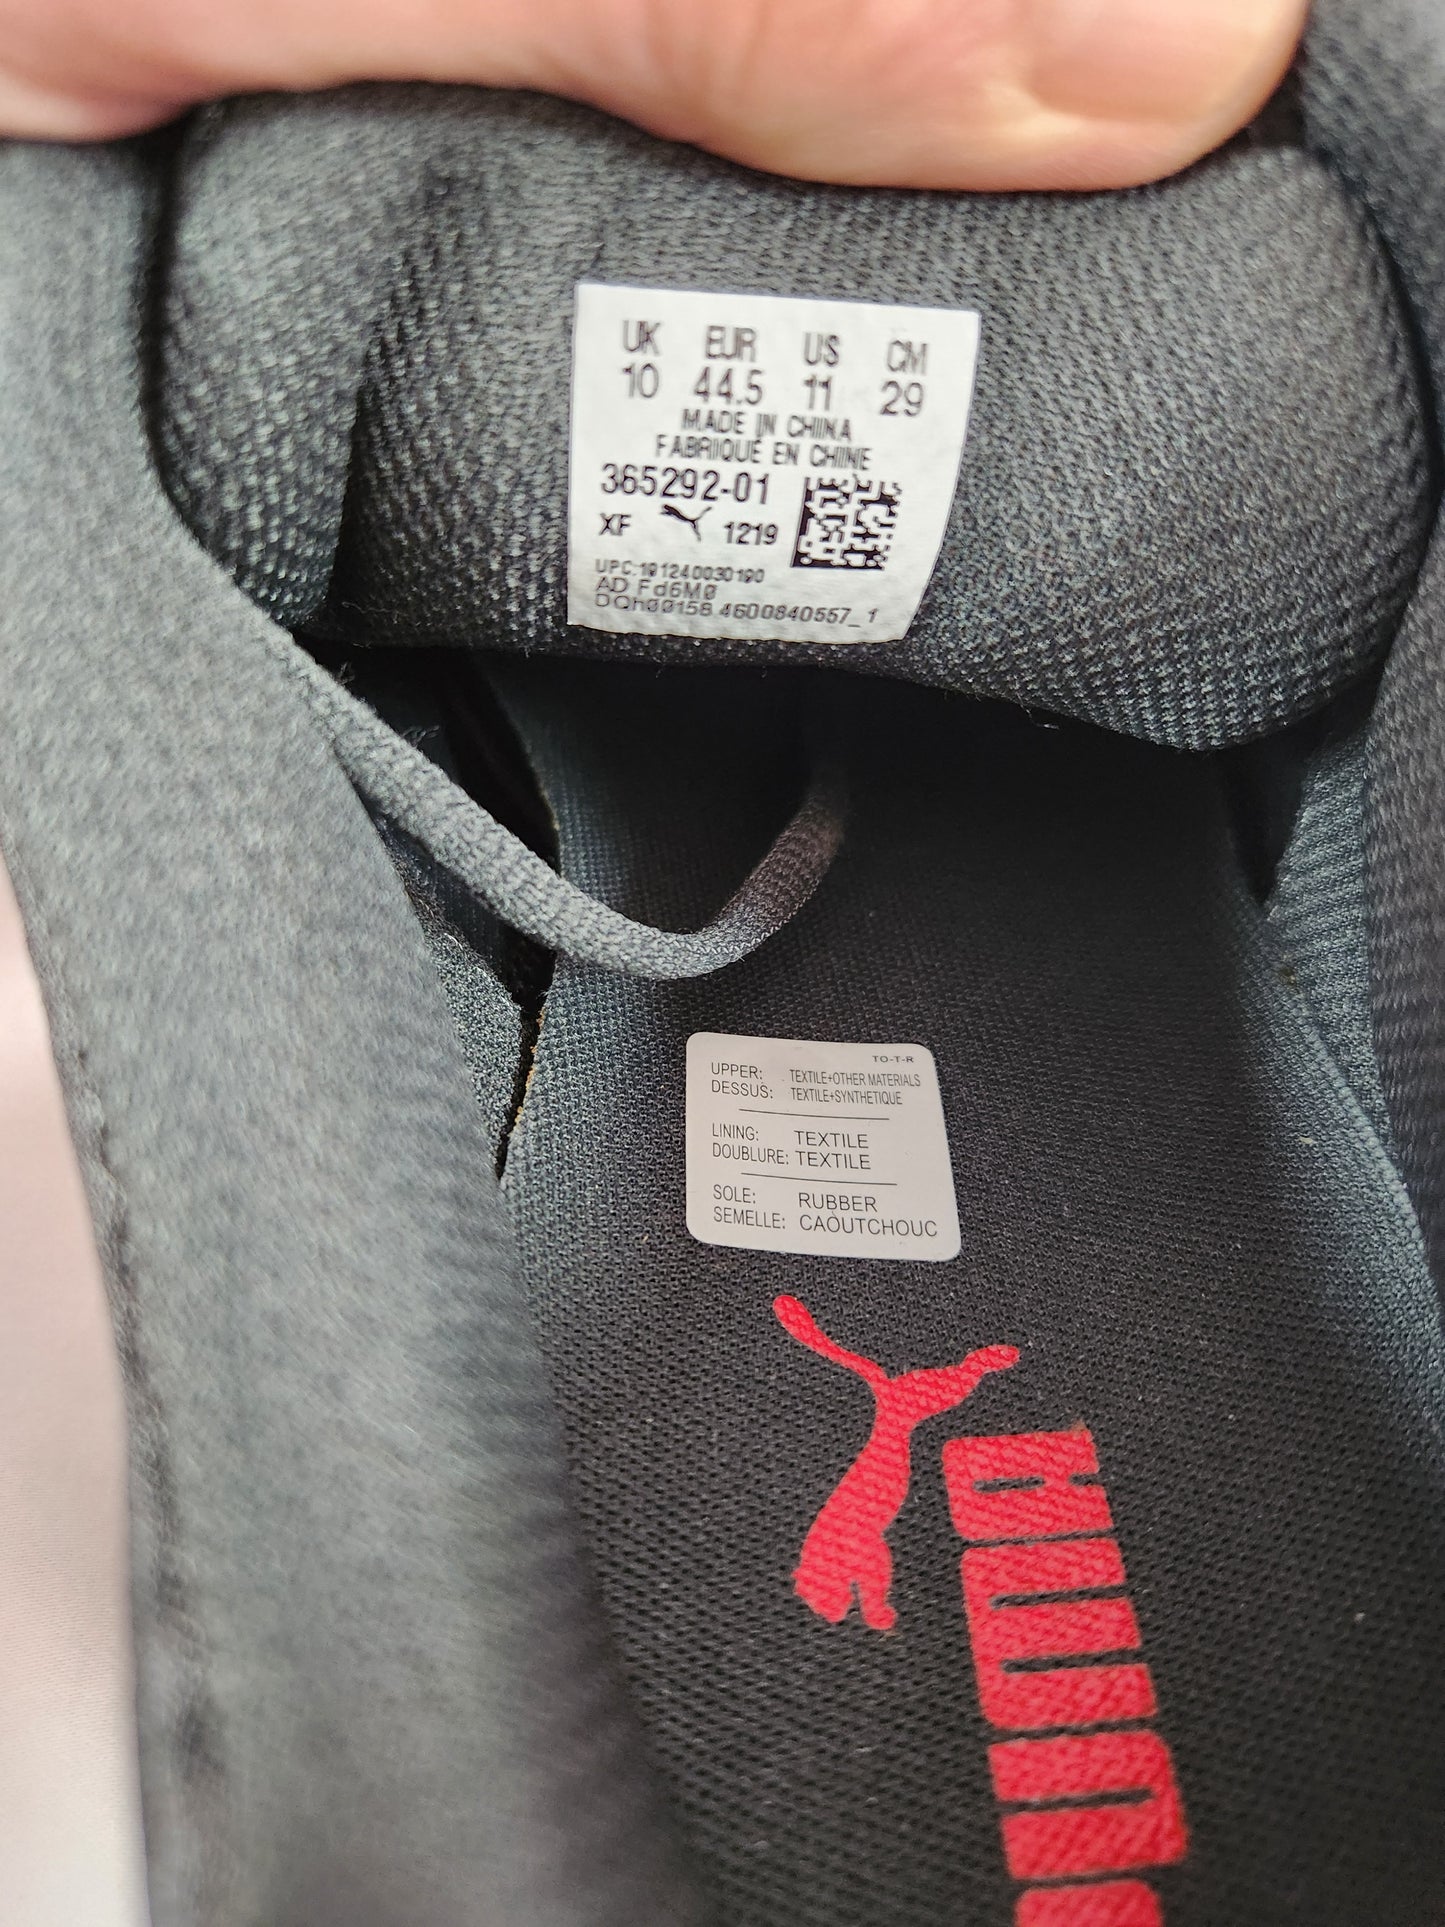 UK EUR US CM
10 44.5 11 29
MADE IN CHINA
FABRIQUÉ EN CHINE
365292-01
XF 1219
UPC:191240030190
AD Fd6M0
DQh00158 4600840557_1
TO-T-R
UPPER: TEXTILE+OTHER MATERIALS
DESSUS: TEXTILE+SYNTHETIQUE
LINING: TEXTILE
DOUBLURE: TEXTILE
SOLE: RUBBER
SEMELLE: CAOUTCHOUC